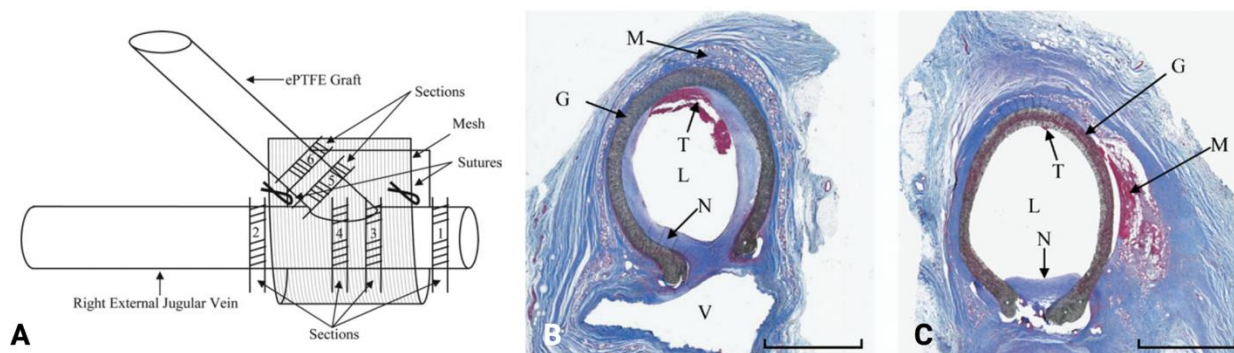 ePTFE Graft
Sections
Mesh
Sutures
6
5
2
4
3
1
Right External Jugular Vein
Sections
A
M
G
T
L
N
V
B
G
T
M
L
N
C